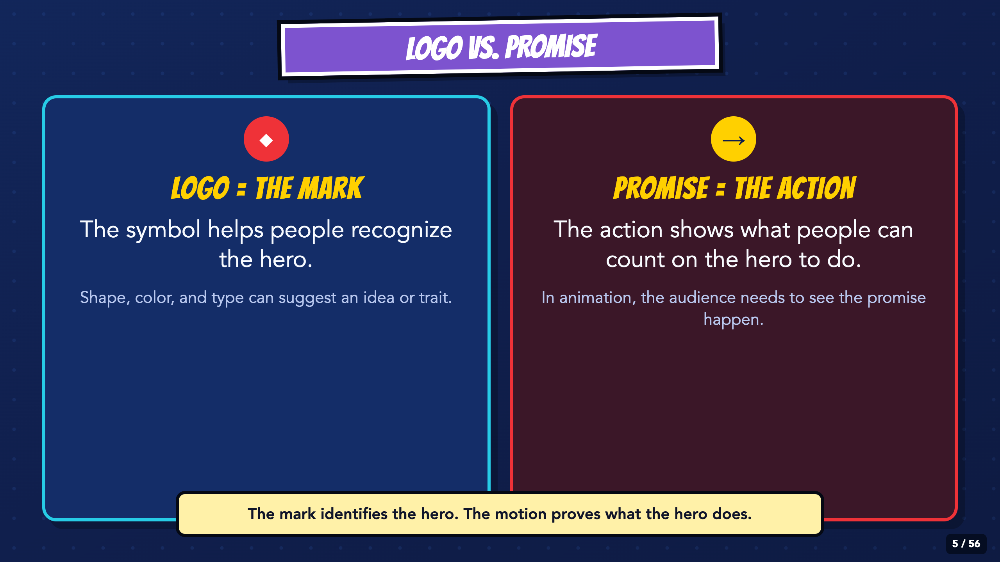 LOGO VS. PROMISE
LOGO = THE MARK
The symbol helps people recognize
the hero.
Shape, color, and type can suggest an idea or trait.
PROMISE = THE ACTION
The action shows what people can
count on the hero to do.
In animation, the audience needs to see the promise
happen.
The mark identifies the hero. The motion proves what the hero does.
5 / 56